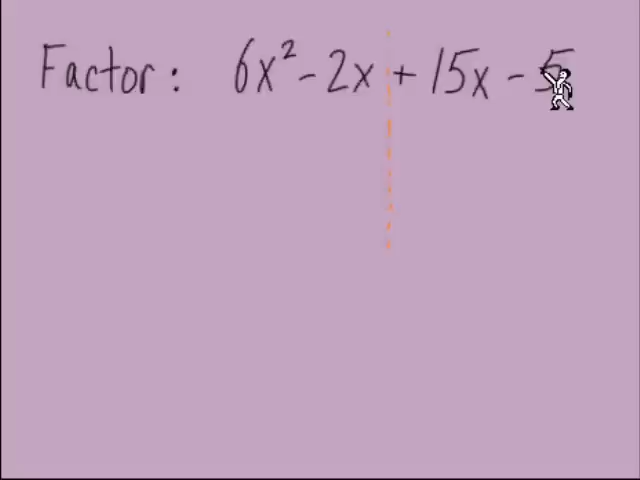 Factor: 6x² - 2x + 15x - 5